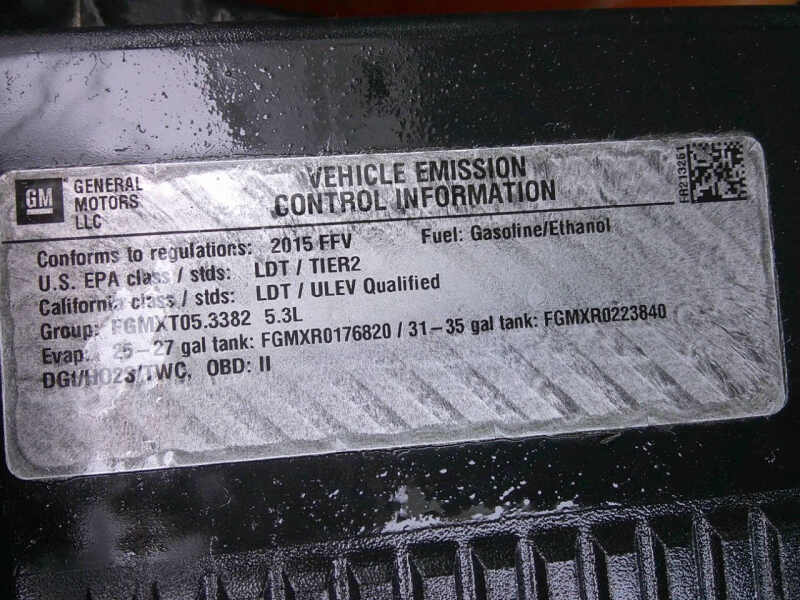 GM
GENERAL
MOTORS
LLC
VEHICLE EMISSION
CONTROL INFORMATION
FR213261
Conforms to regulations: 2015 FFV Fuel: Gasoline/Ethanol
U.S. EPA class / stds: LDT / TIER2
California class / stds: LDT / ULEV Qualified
Group: FGMXT05.3382 5.3L
Evap: 25-27 gal tank: FGMXR0176820 / 31-35 gal tank: FGMXR0223840
DGI/HO2S/TWC, OBD: II